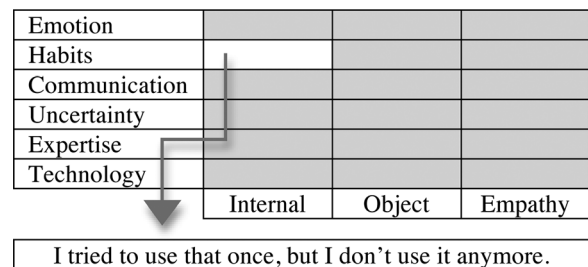 Emotion
Habits
Communication
Uncertainty
Expertise
Technology
Internal Object Empathy
I tried to use that once, but I don’t use it anymore.